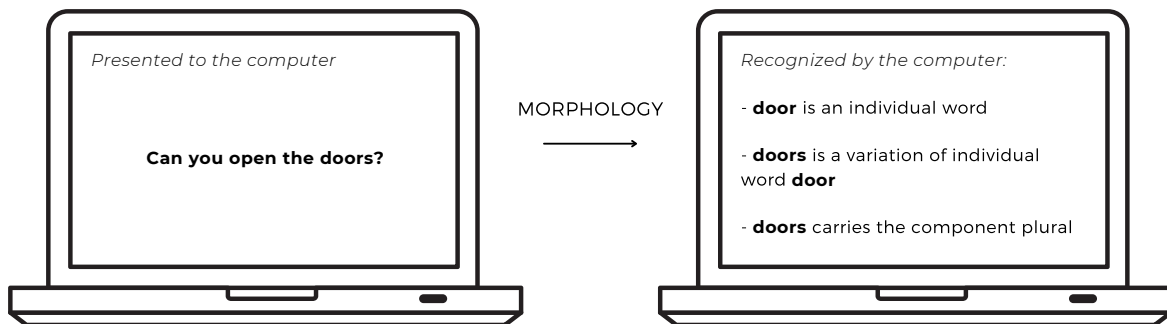 Presented to the computer
Can you open the doors?
MORPHOLOGY
Recognized by the computer:
- door is an individual word
- doors is a variation of individual
word door
- doors carries the component plural